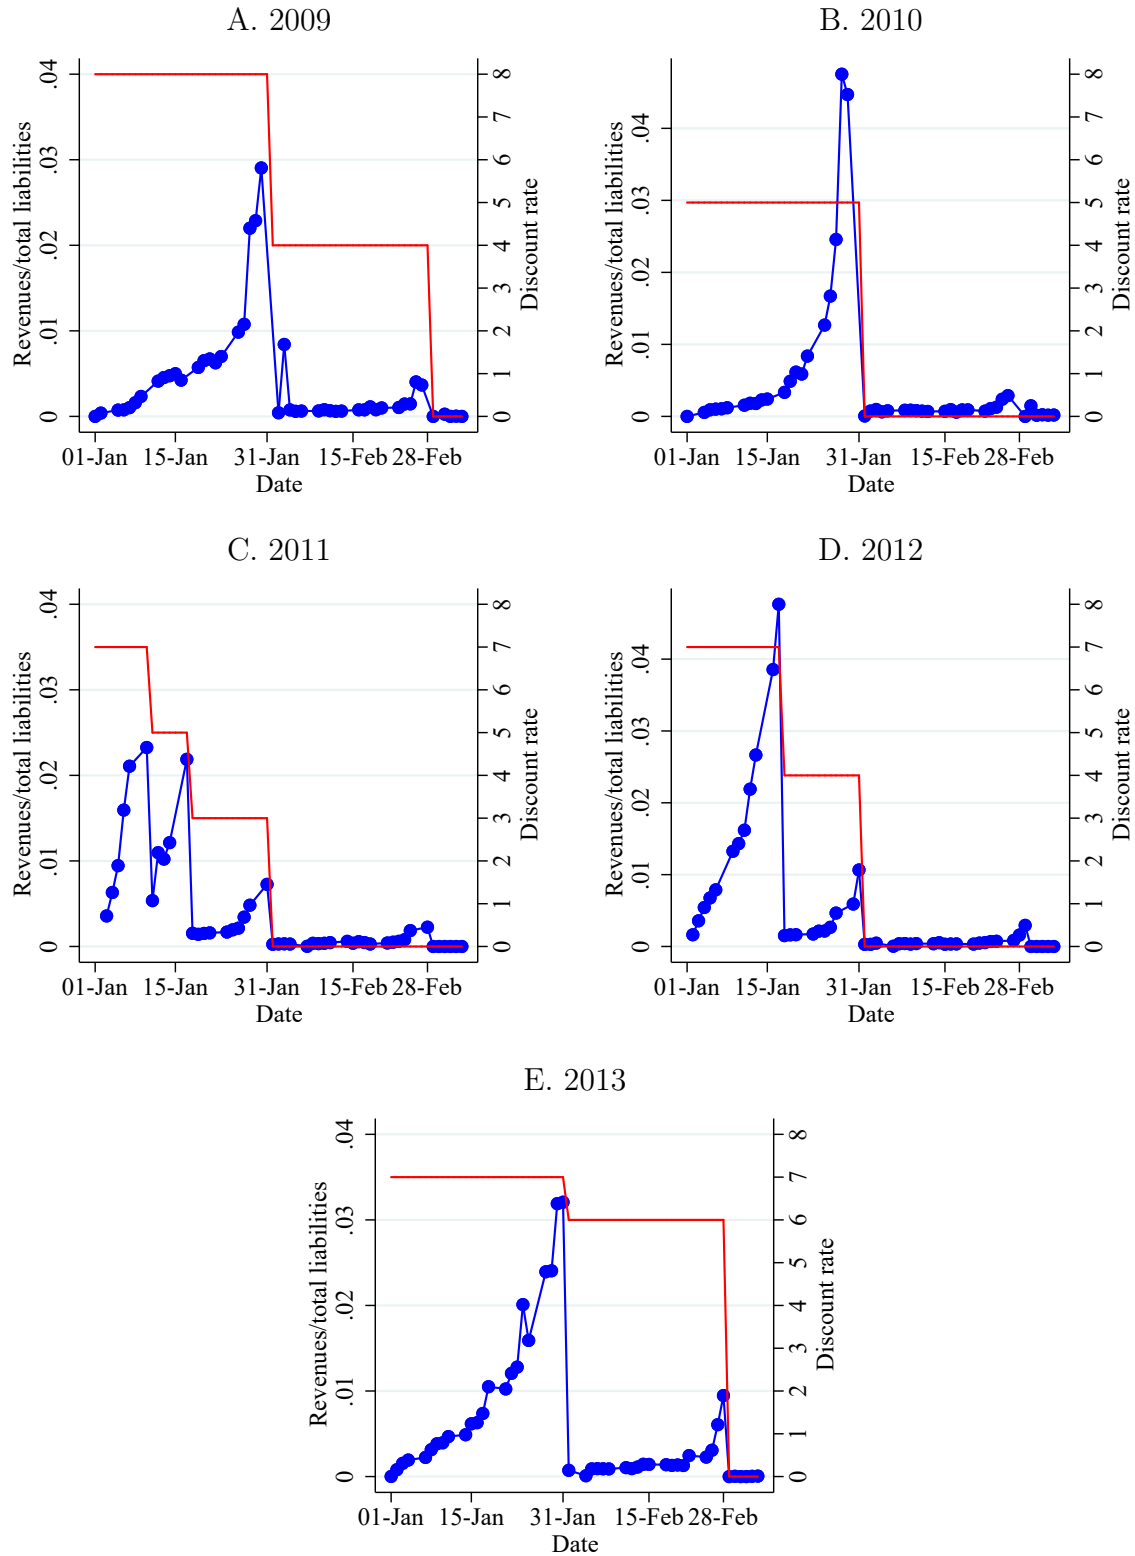 A. 2009
Revenues/total liabilities
0 .01 .02 .03 .04
Discount rate
0 1 2 3 4 5 6 7 8
01-Jan 15-Jan 31-Jan 15-Feb 28-Feb
Date
B. 2010
Revenues/total liabilities
0 .01 .02 .03 .04
Discount rate
0 1 2 3 4 5 6 7 8
01-Jan 15-Jan 31-Jan 15-Feb 28-Feb
Date
C. 2011
Revenues/total liabilities
0 .01 .02 .03 .04
Discount rate
0 1 2 3 4 5 6 7 8
01-Jan 15-Jan 31-Jan 15-Feb 28-Feb
Date
D. 2012
Revenues/total liabilities
0 .01 .02 .03 .04
Discount rate
0 1 2 3 4 5 6 7 8
01-Jan 15-Jan 31-Jan 15-Feb 28-Feb
Date
E. 2013
Revenues/total liabilities
0 .01 .02 .03 .04
Discount rate
0 1 2 3 4 5 6 7 8
01-Jan 15-Jan 31-Jan 15-Feb 28-Feb
Date